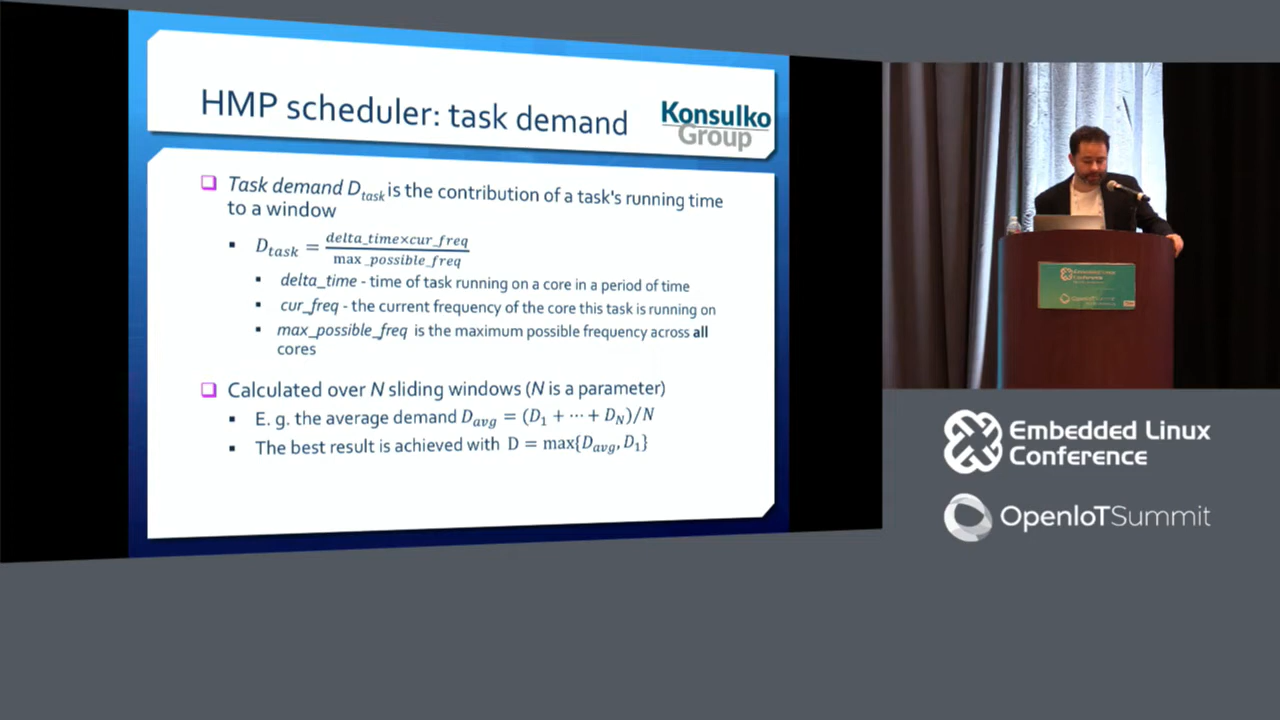 HMP scheduler: task demand
Konsulko
Group
Task demand D_task is the contribution of a task's running time
to a window
D_task = delta_time×cur_freq / max_possible_freq
delta_time - time of task running on a core in a period of time
cur_freq - the current frequency of the core this task is running on
max_possible_freq is the maximum possible frequency across all
cores
Calculated over N sliding windows (N is a parameter)
E. g. the average demand D_avg = (D_1 + ⋯ + D_N)/N
The best result is achieved with D = max{D_avg, D_1}
Embedded Linux
Conference
OpenIoTSummit
Embedded Linux
Conference
OpenIoTSummit